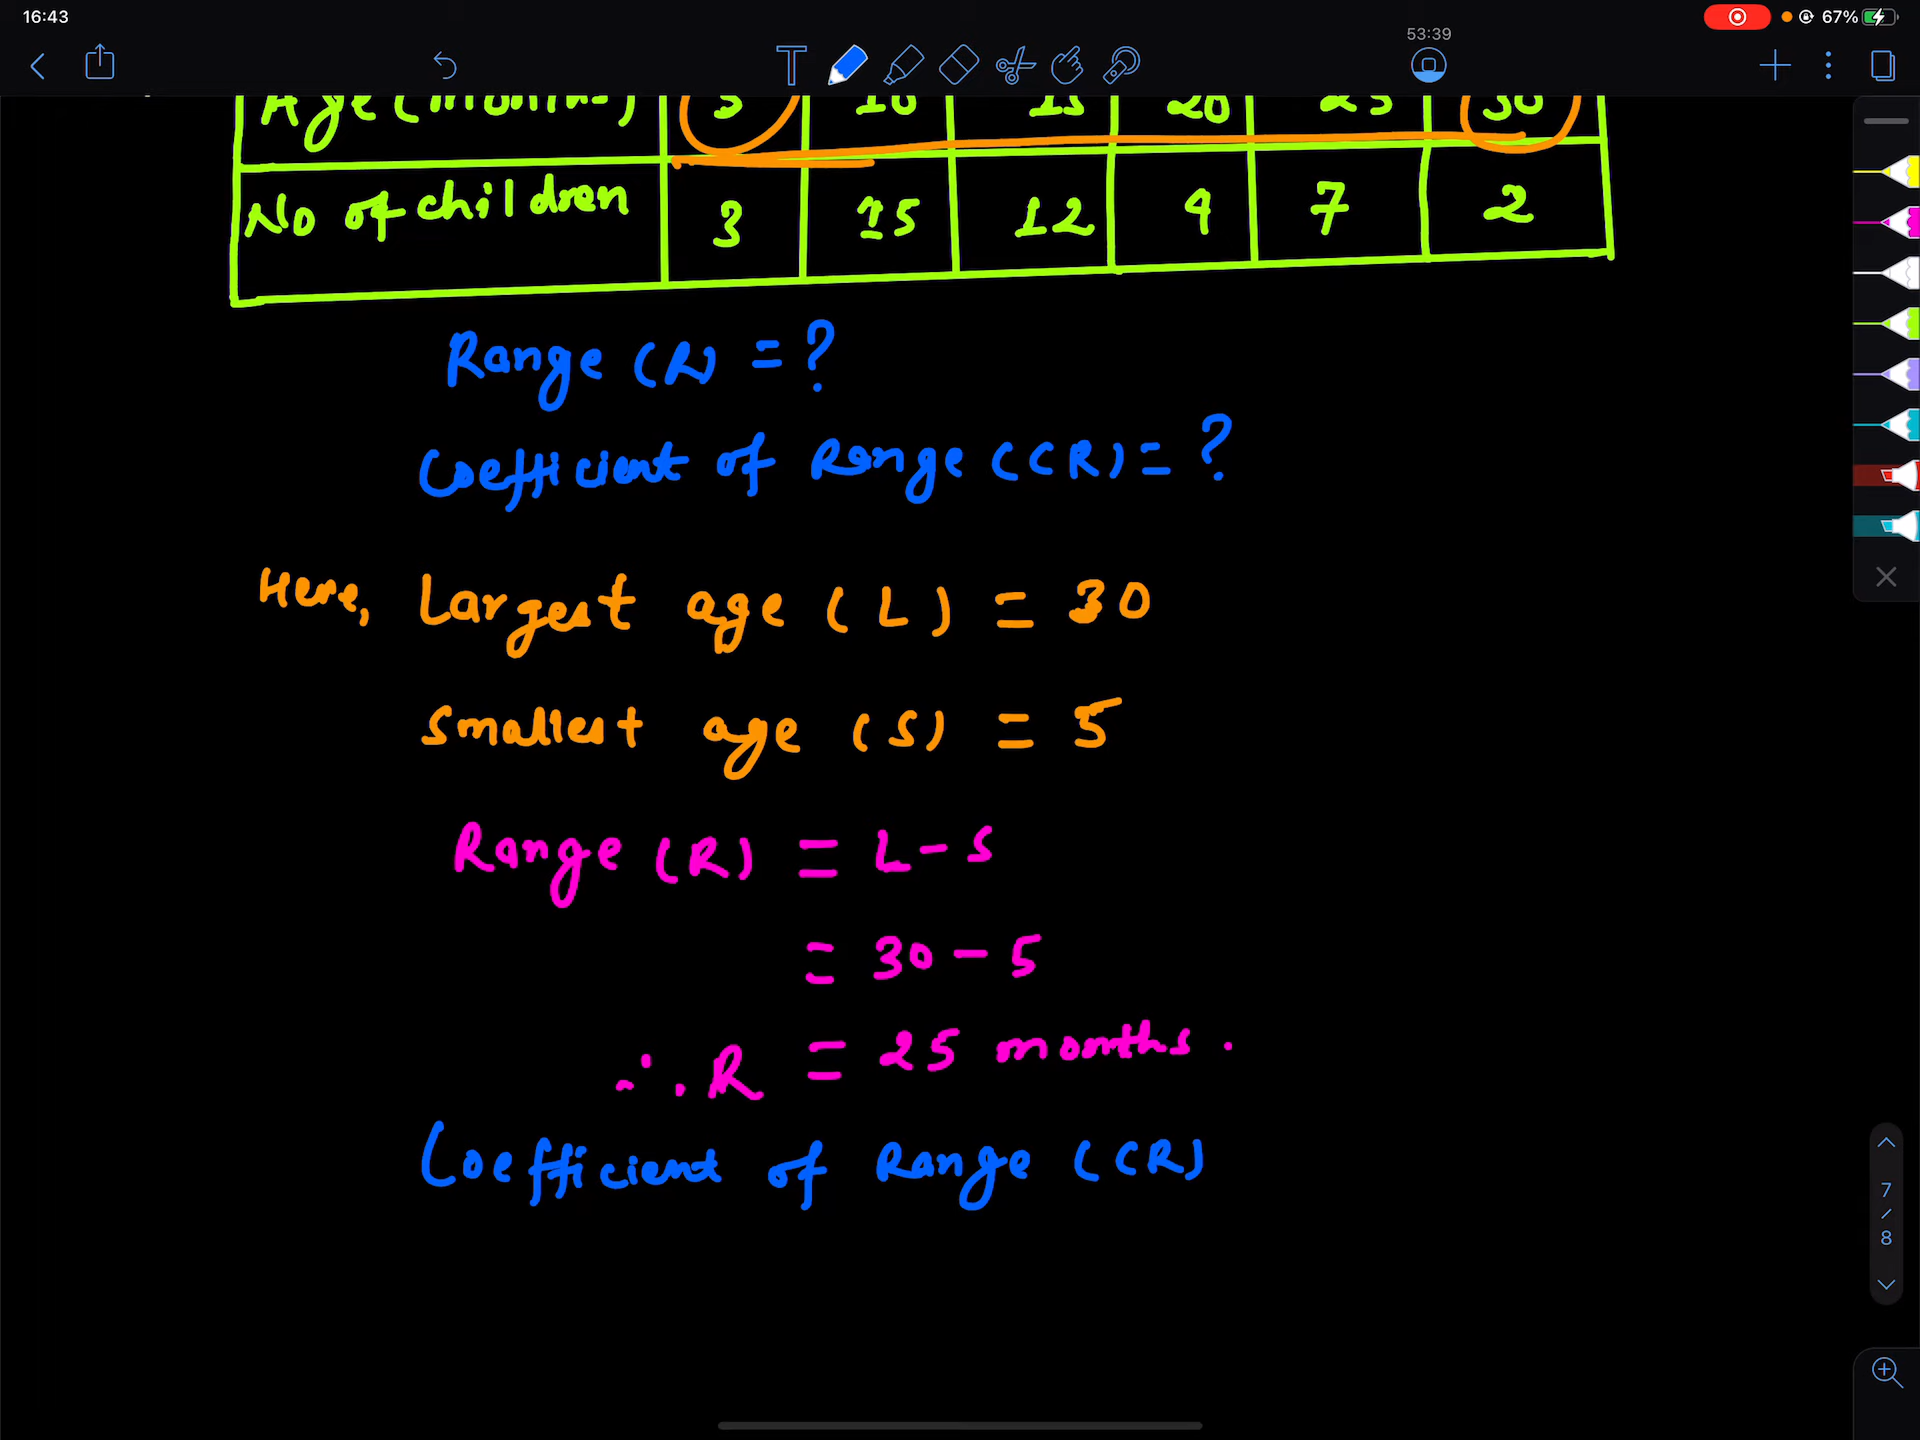 16:43
67%
53:39
Age (months) 5 10 15 20 25 30
No of children 3 15 12 9 7 2
Range (R) = ?
Coefficient of Range (CR) = ?
Here, Largest age (L) = 30
Smallest age (S) = 5
Range (R) = L - S
= 30 - 5
∴ R = 25 months.
Coefficient of Range (CR)
7
/
8